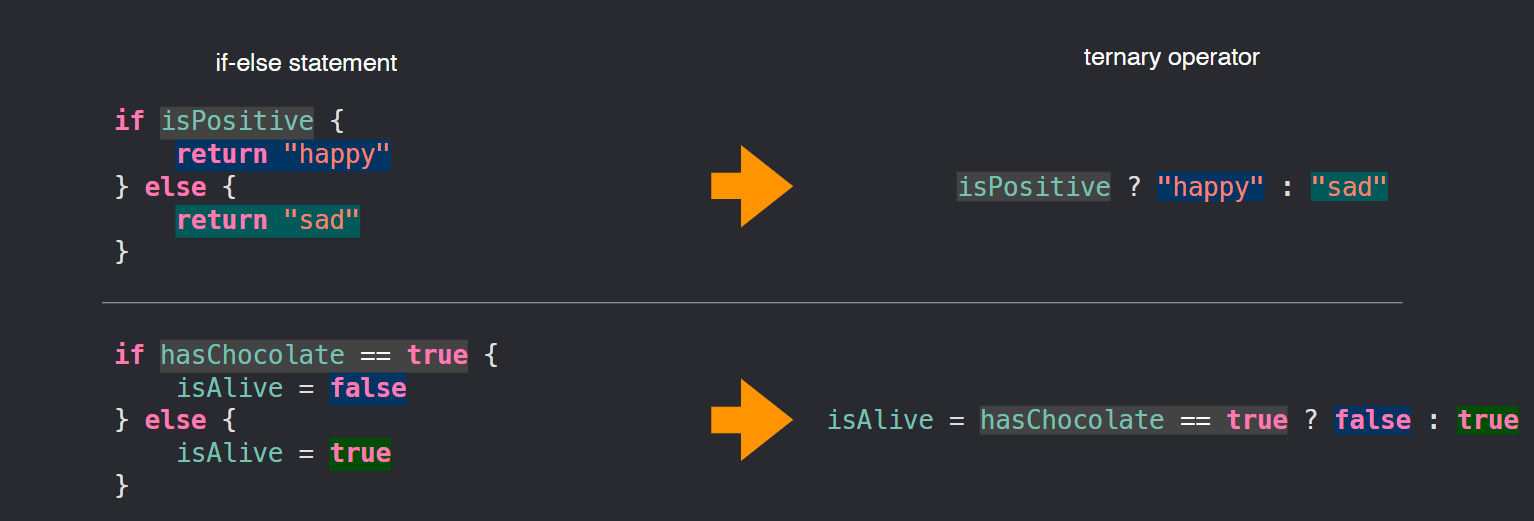 if-else statement
ternary operator
if isPositive {
    return "happy"
} else {
    return "sad"
}
isPositive ? "happy" : "sad"
if hasChocolate == true {
    isAlive = false
} else {
    isAlive = true
}
isAlive = hasChocolate == true ? false : true